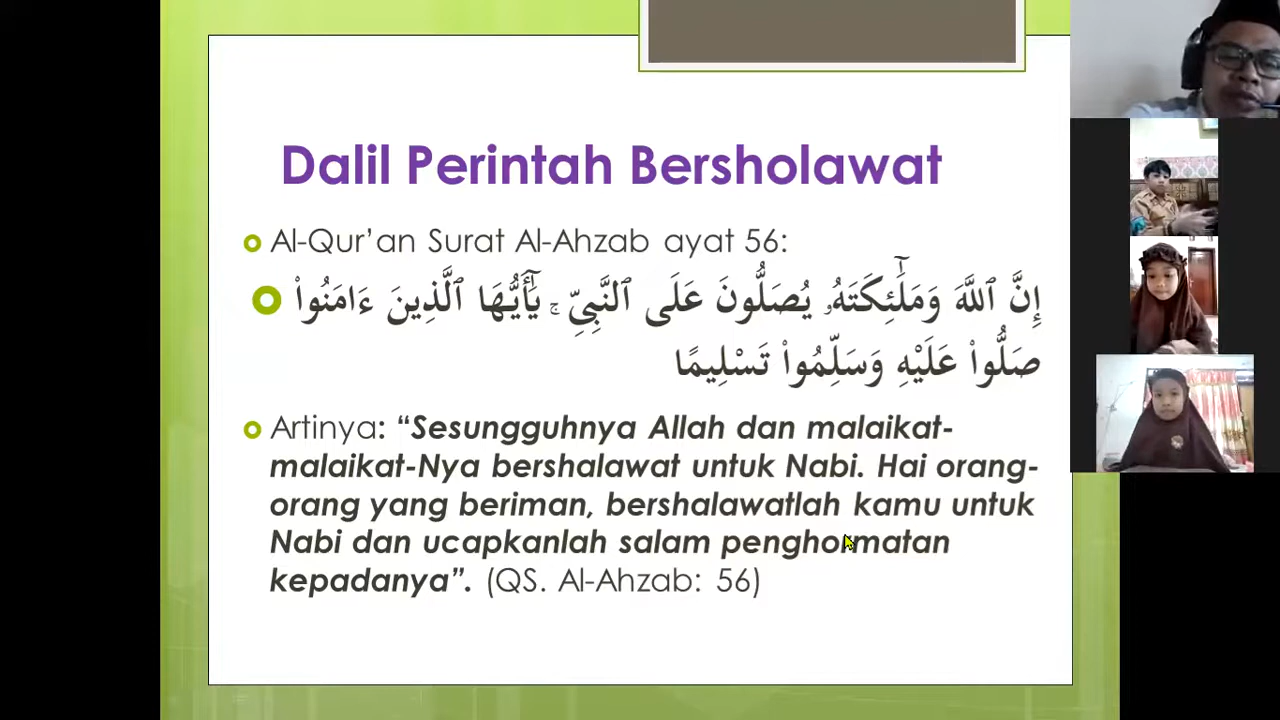 Dalil Perintah Bersholawat
Al-Qur’an Surat Al-Ahzab ayat 56:
إِنَّ ٱللَّهَ وَمَلَٰٓئِكَتَهُۥ يُصَلُّونَ عَلَى ٱلنَّبِىِّ ۚ يَٰٓأَيُّهَا ٱلَّذِينَ ءَامَنُوا۟
صَلُّوا۟ عَلَيْهِ وَسَلِّمُوا۟ تَسْلِيمًا
Artinya: “Sesungguhnya Allah dan malaikat-
malaikat-Nya bershalawat untuk Nabi. Hai orang-
orang yang beriman, bershalawatlah kamu untuk
Nabi dan ucapkanlah salam penghormatan
kepadanya”. (QS. Al-Ahzab: 56)